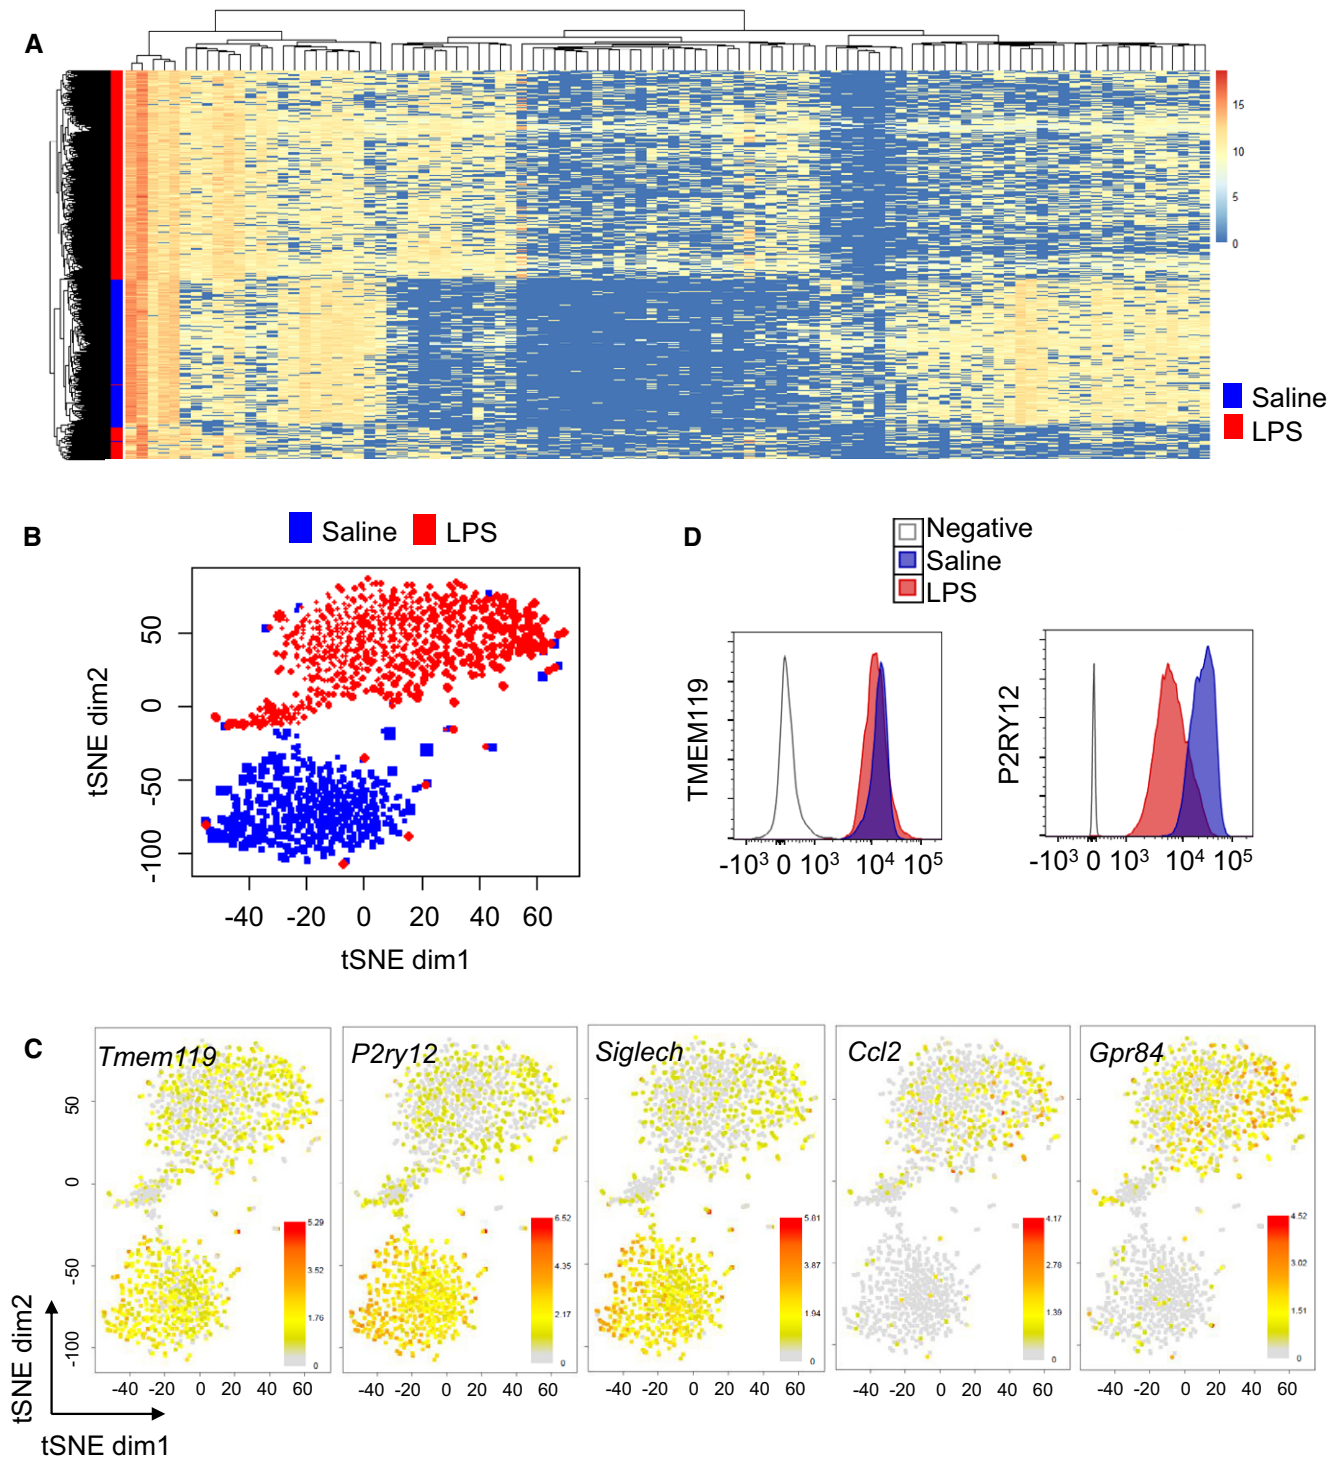 A
15
10
5
0
Saline
LPS
B
Saline LPS
tSNE dim2
50
0
-50
-100
-40 -20 0 20 40 60
tSNE dim1
D
Negative
Saline
LPS
TMEM119
-10³ 0 10³ 10⁴ 10⁵
P2RY12
-10³ 0 10³ 10⁴ 10⁵
C
Tmem119 P2ry12 Siglech Ccl2 Gpr84
50
0
-50
-100
5.29
3.52
1.76
0
6.52
4.35
2.17
0
5.81
3.87
1.94
0
4.17
2.78
1.39
0
4.52
3.02
1.51
0
-40 -20 0 20 40 60
-40 -20 0 20 40 60
-40 -20 0 20 40 60
-40 -20 0 20 40 60
-40 -20 0 20 40 60
tSNE dim2
tSNE dim1